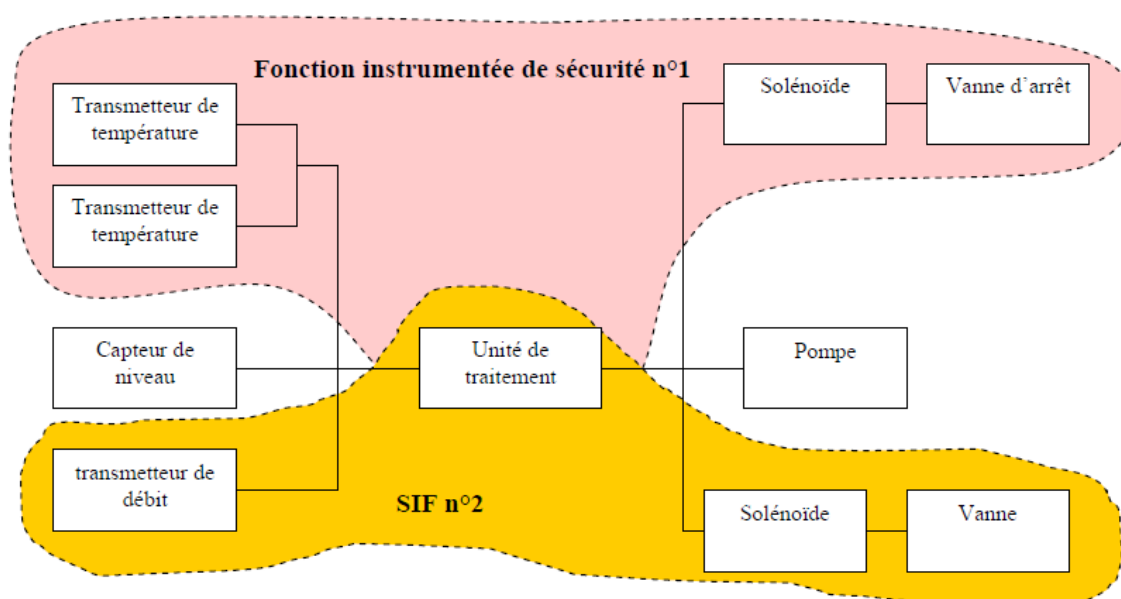 Fonction instrumentée de sécurité n°1
Transmetteur de
température
Solénoïde
Vanne d’arrêt
Transmetteur de
température
Capteur de
niveau
Unité de
traitement
Pompe
transmetteur de
débit
SIF n°2
Solénoïde
Vanne